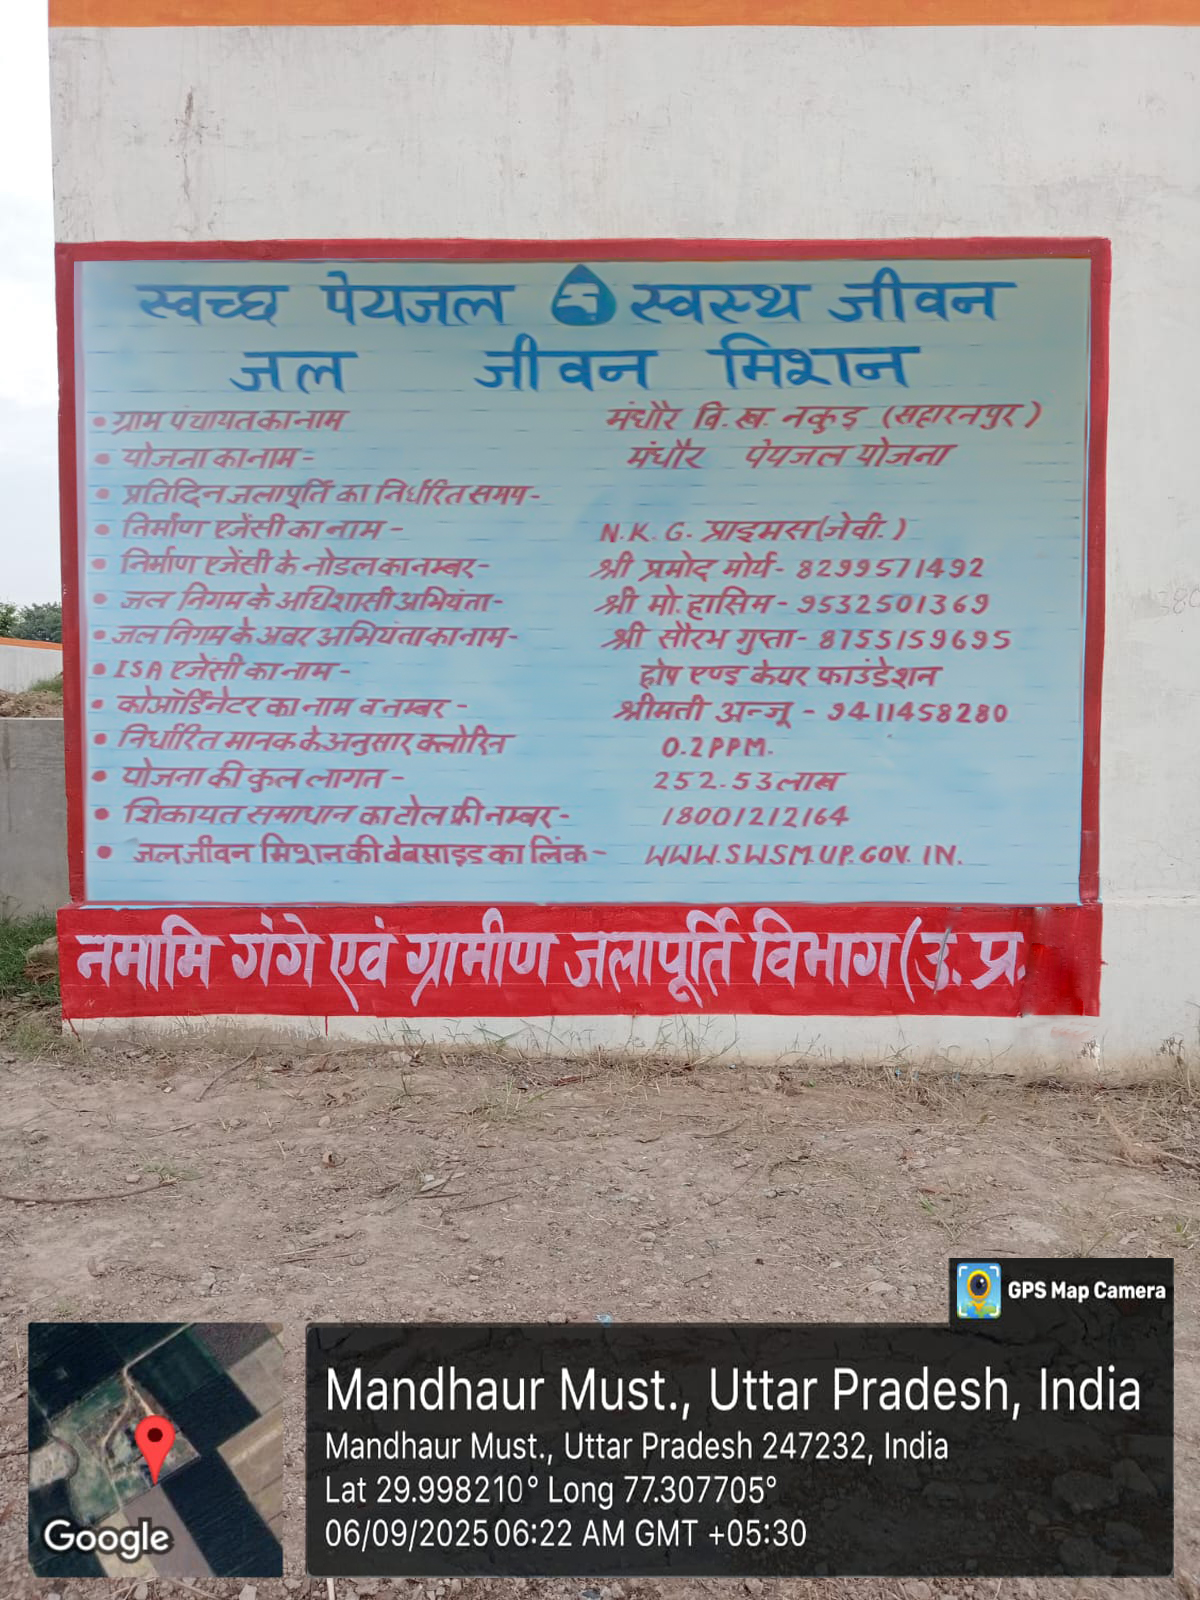 स्वच्छ पेयजल स्वस्थ जीवन
जल जीवन मिशन
• ग्राम पंचायत का नाम मंधौर वि.ख. नकुड़ (सहारनपुर)
• योजना का नाम= मंधौर पेयजल योजना
• प्रतिदिन जलापूर्ति का निर्धारित समय-
• निर्माण एजेंसी का नाम - N.K.G. प्राइमस(जेवी.)
• निर्माण एजेंसी के नोडल का नम्बर- श्री प्रमोद मोर्य- 8299571492
• जल निगम के अधिशासी अभियंता- श्री मो. हासिम - 9532501369
• जल निगम के अवर अभियंता का नाम- श्री सौरभ गुप्ता- 8755159695
• ISA एजेंसी का नाम - होप एण्ड केयर फाउंडेशन
• कोऑर्डिनेटर का नाम व नम्बर - श्रीमती अन्जू - 9411458280
• निर्धारित मानक के अनुसार क्लोरिन 0.2 PPM.
• योजना की कुल लागत - 252.53 लाख
• शिकायत समाधान का टोल फ्री नम्बर - 18001212164
• जल जीवन मिशन की वेबसाइड का लिंक - WWW.SWSM.UP.GOV.IN.
नमामि गंगे एवं ग्रामीण जलापूर्ति विभाग (उ.प्र.
GPS Map Camera
Mandhaur Must., Uttar Pradesh, India
Mandhaur Must., Uttar Pradesh 247232, India
Lat 29.998210° Long 77.307705°
06/09/2025 06:22 AM GMT +05:30
Google